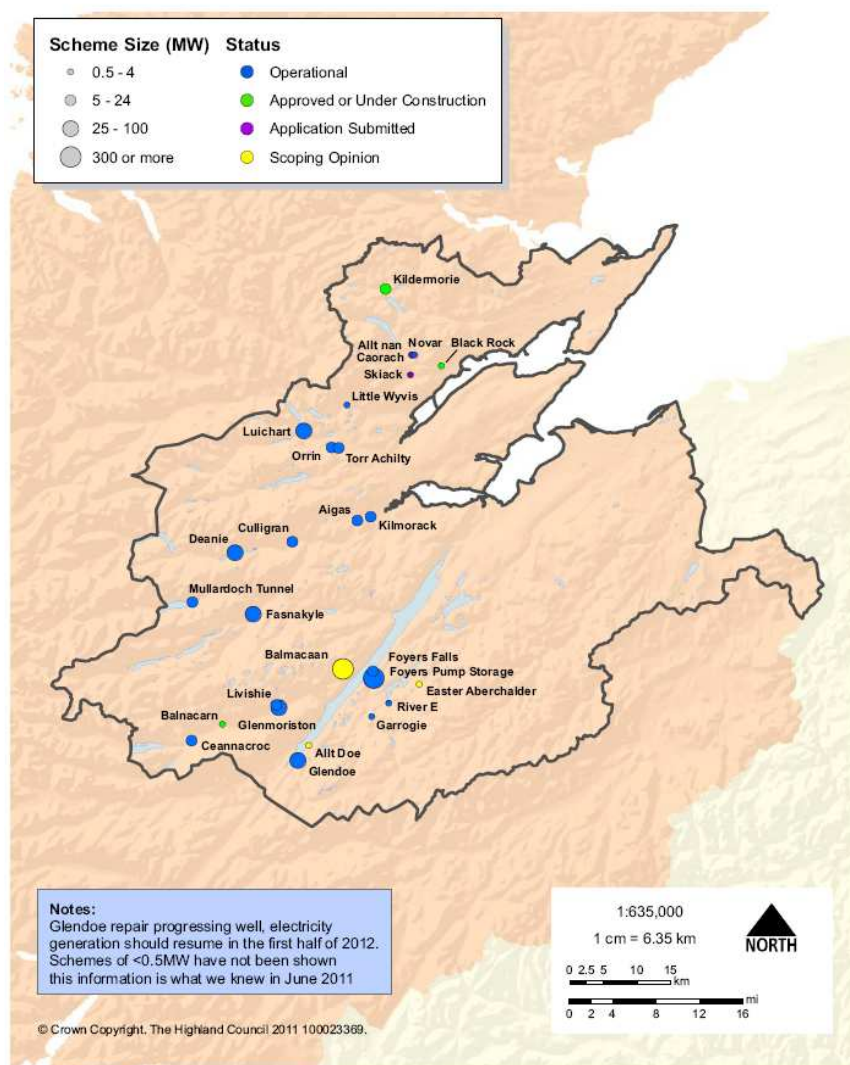 Scheme Size (MW)
0.5 - 4
5 - 24
25 - 100
300 or more
Status
Operational
Approved or Under Construction
Application Submitted
Scoping Opinion
Kildermorie
Allt nan
Caorach
Novar
Black Rock
Skiack
Little Wyvis
Luichart
Orrin
Torr Achilty
Aigas
Kilmorack
Culligran
Deanie
Mullardoch Tunnel
Fasnakyle
Balmacaan
Foyers Falls
Foyers Pump Storage
Easter Aberchalder
Livishie
River E
Balnacarn
Glenmoriston
Garrogie
Ceannacroc
Allt Doe
Glendoe
Notes:
Glendoe repair progressing well, electricity
generation should resume in the first half of 2012.
Schemes of <0.5MW have not been shown
this information is what we knew in June 2011
1:635,000
1 cm = 6.35 km
NORTH
0 2.5 5 10 15
km
mi
0 2 4 8 12 16
© Crown Copyright. The Highland Council 2011 100023369.